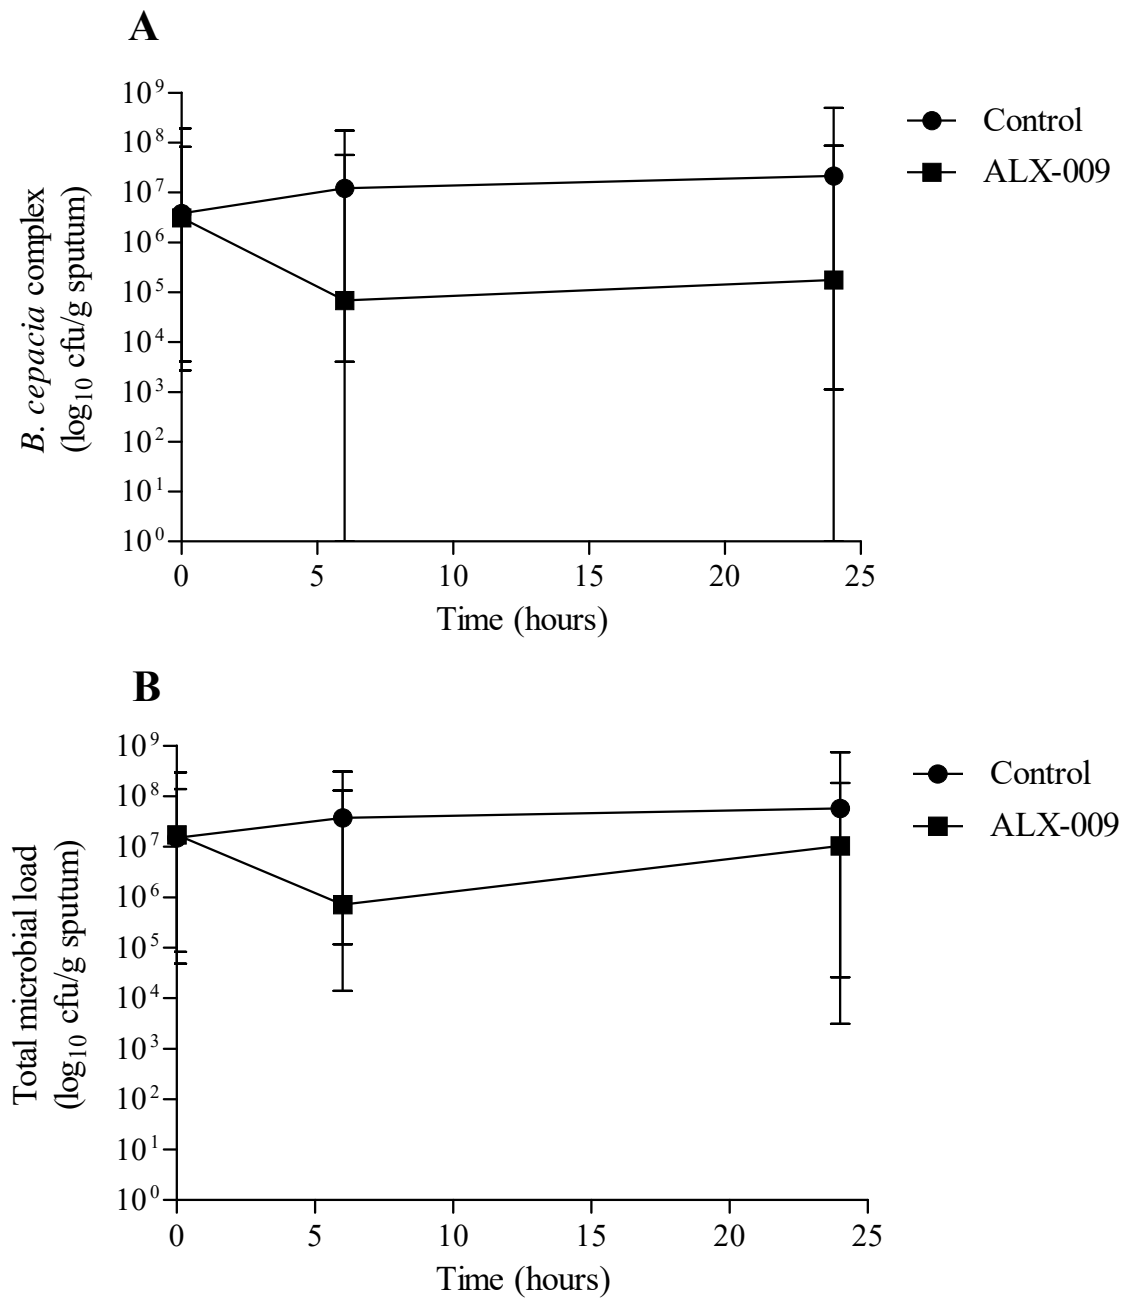 A
10⁹
10⁸
10⁷
10⁶
10⁵
10⁴
10³
10²
10¹
10⁰
B. cepacia complex
(log₁₀ cfu/g sputum)
0 5 10 15 20 25
Time (hours)
Control
ALX-009
B
10⁹
10⁸
10⁷
10⁶
10⁵
10⁴
10³
10²
10¹
10⁰
Total microbial load
(log₁₀ cfu/g sputum)
0 5 10 15 20 25
Time (hours)
Control
ALX-009